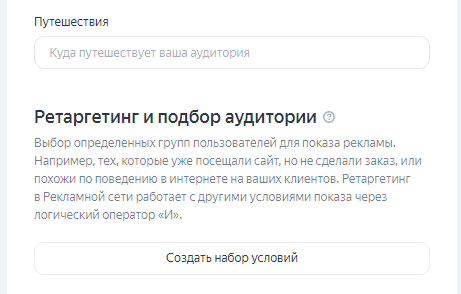 Путешествия
Куда путешествует ваша аудитория
Ретаргетинг и подбор аудитории ?
Выбор определенных групп пользователей для показа рекламы.
Например, тех, которые уже посещали сайт, но не сделали заказ, или
похожи по поведению в интернете на ваших клиентов. Ретаргетинг
в Рекламной сети работает с другими условиями показа через
логический оператор «И».
Создать набор условий